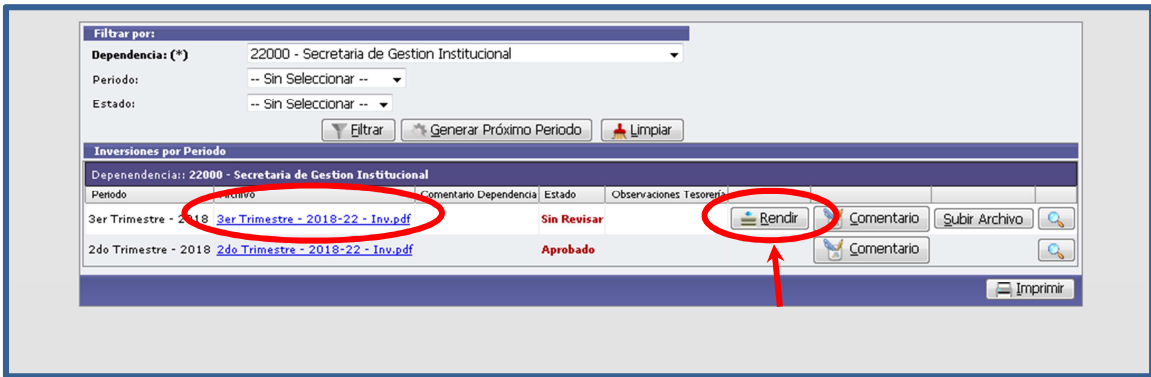 Filtrar por:
Dependencia: (*) 22000 - Secretaria de Gestion Institucional
Periodo: -- Sin Seleccionar --
Estado: -- Sin Seleccionar --
Filtrar Generar Próximo Periodo Limpiar
Inversiones por Periodo
Depenendencia:: 22000 - Secretaria de Gestion Institucional
Periodo Archivo Comentario Dependencia Estado Observaciones Tesorería
3er Trimestre - 2018 3er Trimestre - 2018-22 - Inv.pdf Sin Revisar Rendir Comentario Subir Archivo
2do Trimestre - 2018 2do Trimestre - 2018-22 - Inv.pdf Aprobado Comentario
Imprimir